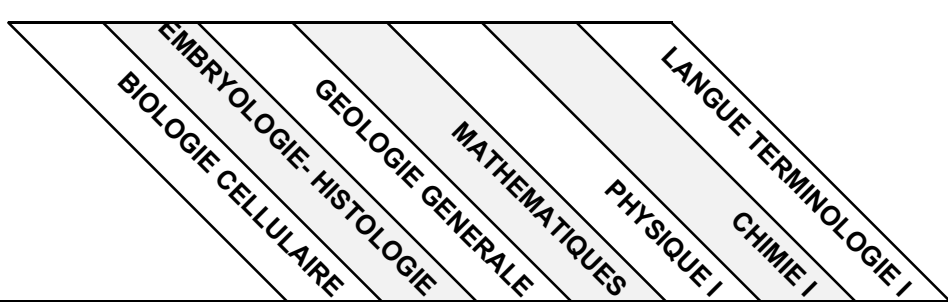 BIOLOGIE CELLULAIRE
EMBRYOLOGIE- HISTOLOGIE
GEOLOGIE GENERALE
MATHEMATIQUES
PHYSIQUE I
CHIMIE I
LANGUE TERMINOLOGIE I